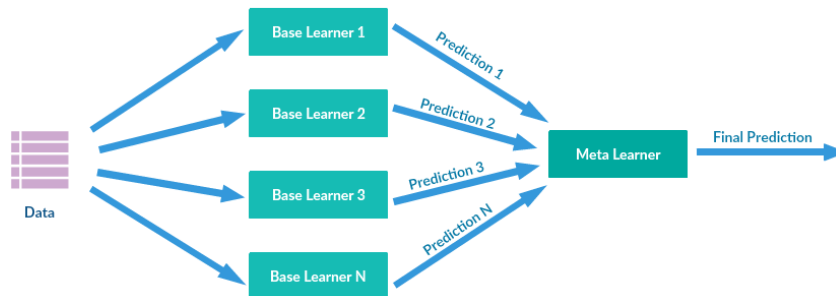 Base Learner 1
Prediction 1
Base Learner 2
Prediction 2
Data
Meta Learner
Final Prediction
Base Learner 3
Prediction 3
Base Learner N
Prediction N